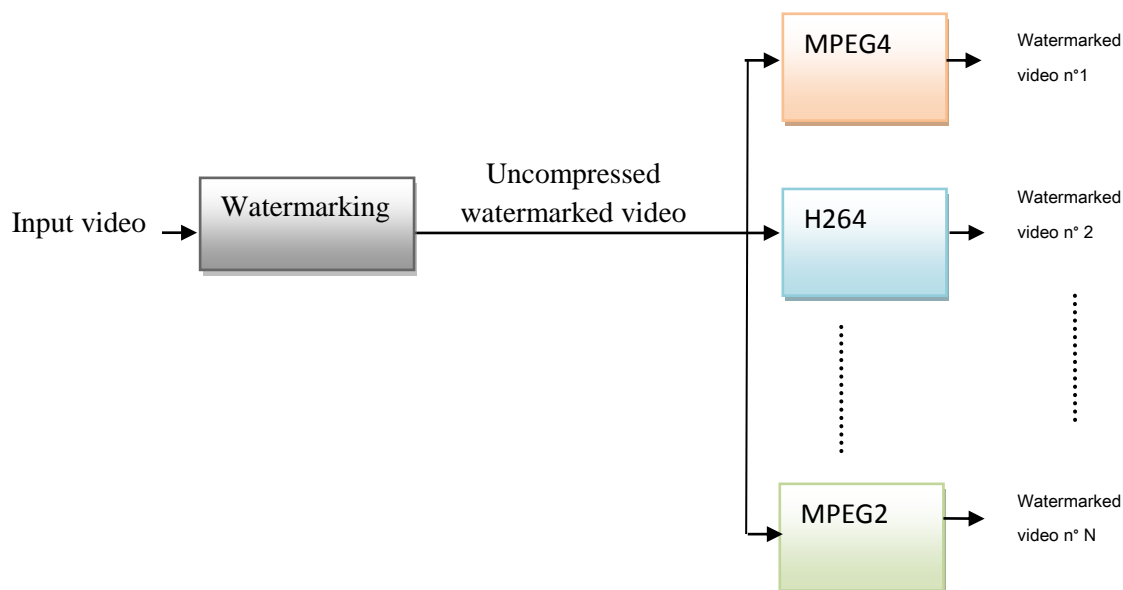 MPEG4
Watermarked
video n°1
Uncompressed
watermarked video
Input video
Watermarking
H264
Watermarked
video n° 2
MPEG2
Watermarked
video n° N